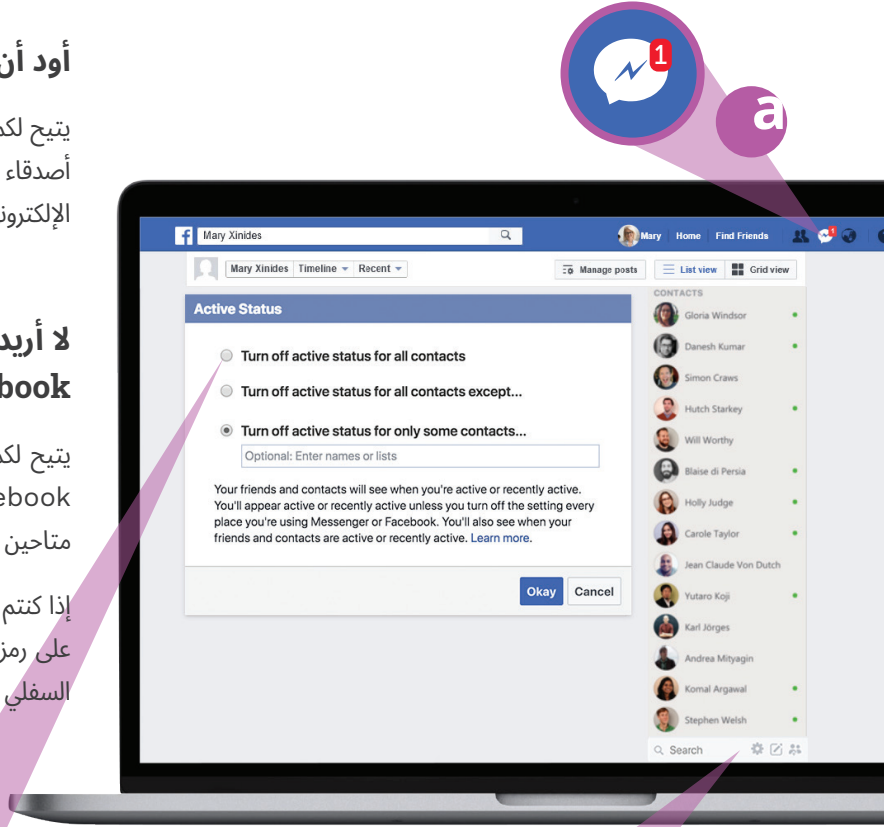 1
a
أود أن
يتيح لكم
أصدقاء
الإلكترونية
لا أريد
book
يتيح لكم
ebook
متاحين
إذا كنتم
على رمز
السفلي
f Mary Xinides
Mary Home Find Friends 1
Mary Xinides Timeline Recent Manage posts List view Grid view
Active Status
Turn off active status for all contacts
Turn off active status for all contacts except...
Turn off active status for only some contacts...
Optional: Enter names or lists
Your friends and contacts will see when you're active or recently active.
You'll appear active or recently active unless you turn off the setting every
place you're using Messenger or Facebook. You'll also see when your
friends and contacts are active or recently active. Learn more.
Okay Cancel
CONTACTS
Gloria Windsor
Danesh Kumar
Simon Craws
Hutch Starkey
Will Worthy
Blaise di Persia
Holly Judge
Carole Taylor
Jean Claude Von Dutch
Yutaro Koji
Karl Jörges
Andrea Mityagin
Komal Argawal
Stephen Welsh
Search